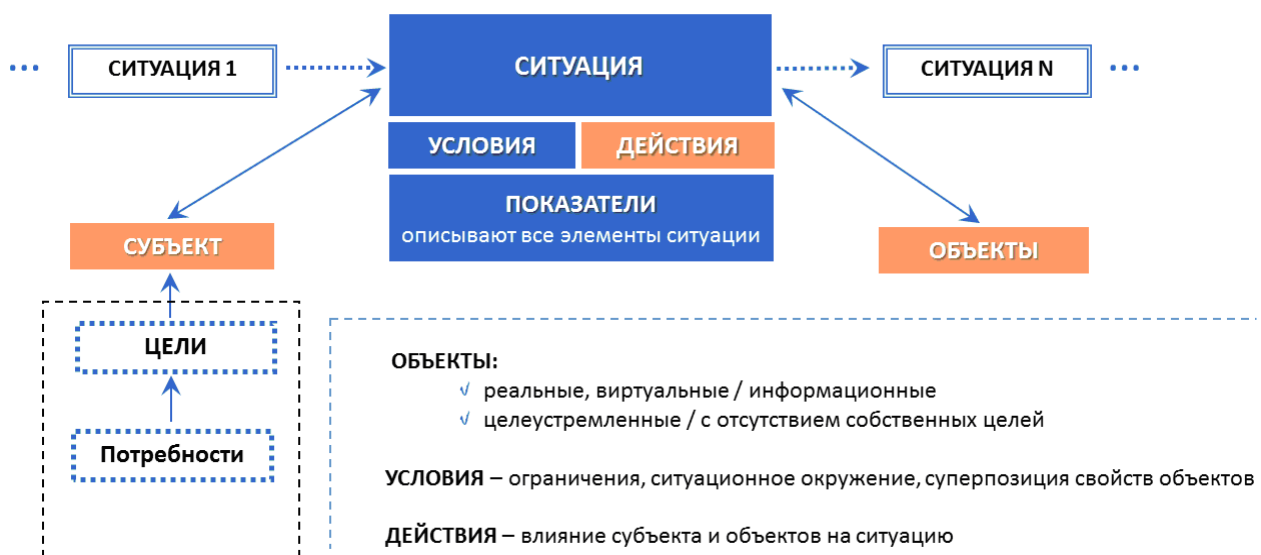 ... СИТУАЦИЯ 1 СИТУАЦИЯ СИТУАЦИЯ N ...
УСЛОВИЯ ДЕЙСТВИЯ
ПОКАЗАТЕЛИ
описывают все элементы ситуации
СУБЪЕКТ
ОБЪЕКТЫ
ЦЕЛИ
Потребности
ОБЪЕКТЫ:
√ реальные, виртуальные / информационные
√ целеустремленные / с отсутствием собственных целей
УСЛОВИЯ – ограничения, ситуационное окружение, суперпозиция свойств объектов
ДЕЙСТВИЯ – влияние субъекта и объектов на ситуацию